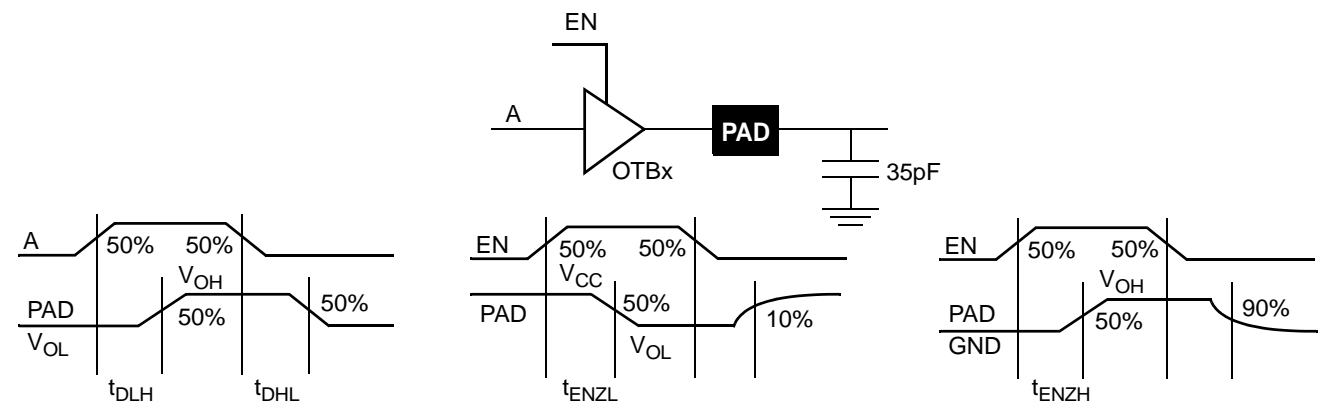 EN
A
PAD
OTBx
35pF
A
50%
50%
V_OH
PAD
50%
50%
V_OL
t_DLH
t_DHL
EN
50%
50%
V_CC
PAD
50%
10%
V_OL
t_ENZL
EN
50%
50%
V_OH
PAD
50%
90%
GND
t_ENZH